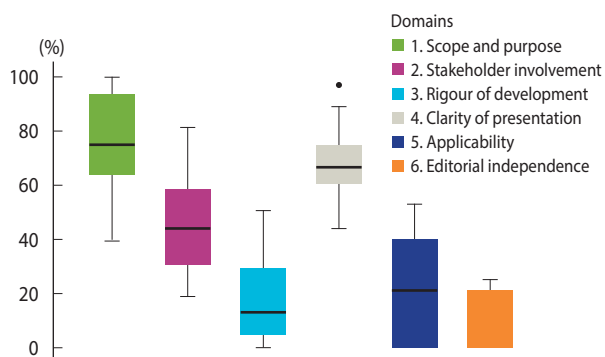 Domains
1. Scope and purpose
2. Stakeholder involvement
3. Rigour of development
4. Clarity of presentation
5. Applicability
6. Editorial independence
(%)
100
80
60
40
20
0